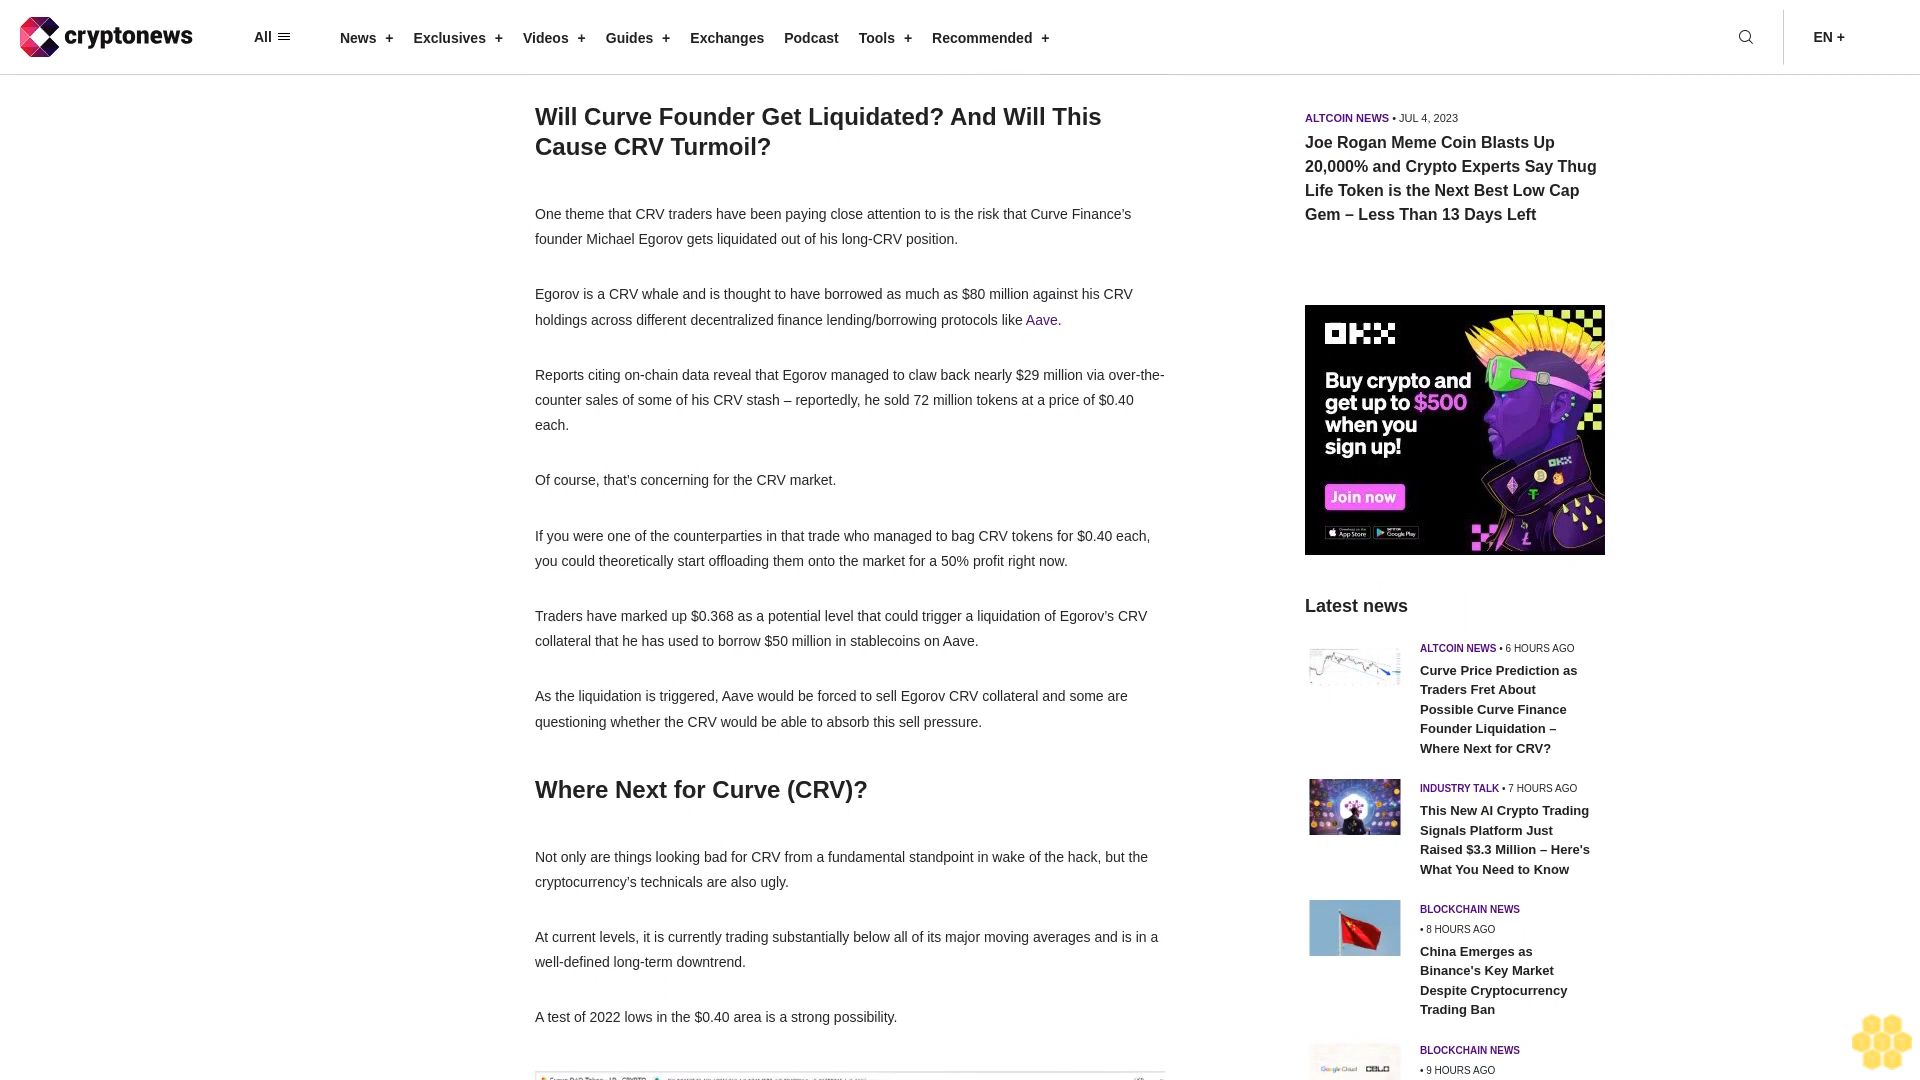 cryptonews
All
News +
Exclusives +
Videos +
Guides +
Exchanges
Podcast
Tools +
Recommended +
EN +
Will Curve Founder Get Liquidated? And Will This
Cause CRV Turmoil?
One theme that CRV traders have been paying close attention to is the risk that Curve Finance’s
founder Michael Egorov gets liquidated out of his long-CRV position.
Egorov is a CRV whale and is thought to have borrowed as much as $80 million against his CRV
holdings across different decentralized finance lending/borrowing protocols like Aave.
Reports citing on-chain data reveal that Egorov managed to claw back nearly $29 million via over-the-
counter sales of some of his CRV stash – reportedly, he sold 72 million tokens at a price of $0.40
each.
Of course, that’s concerning for the CRV market.
If you were one of the counterparties in that trade who managed to bag CRV tokens for $0.40 each,
you could theoretically start offloading them onto the market for a 50% profit right now.
Traders have marked up $0.368 as a potential level that could trigger a liquidation of Egorov’s CRV
collateral that he has used to borrow $50 million in stablecoins on Aave.
As the liquidation is triggered, Aave would be forced to sell Egorov CRV collateral and some are
questioning whether the CRV would be able to absorb this sell pressure.
Where Next for Curve (CRV)?
Not only are things looking bad for CRV from a fundamental standpoint in wake of the hack, but the
cryptocurrency’s technicals are also ugly.
At current levels, it is currently trading substantially below all of its major moving averages and is in a
well-defined long-term downtrend.
A test of 2022 lows in the $0.40 area is a strong possibility.
ALTCOIN NEWS • JUL 4, 2023
Joe Rogan Meme Coin Blasts Up
20,000% and Crypto Experts Say Thug
Life Token is the Next Best Low Cap
Gem – Less Than 13 Days Left
OKX
Buy crypto and
get up to $500
when you
sign up!
Join now
App Store
Google Play
OKX
Latest news
ALTCOIN NEWS • 6 HOURS AGO
Curve Price Prediction as
Traders Fret About
Possible Curve Finance
Founder Liquidation –
Where Next for CRV?
INDUSTRY TALK • 7 HOURS AGO
This New AI Crypto Trading
Signals Platform Just
Raised $3.3 Million – Here's
What You Need to Know
BLOCKCHAIN NEWS
• 8 HOURS AGO
China Emerges as
Binance's Key Market
Despite Cryptocurrency
Trading Ban
Google Cloud
CELO
BLOCKCHAIN NEWS
• 9 HOURS AGO